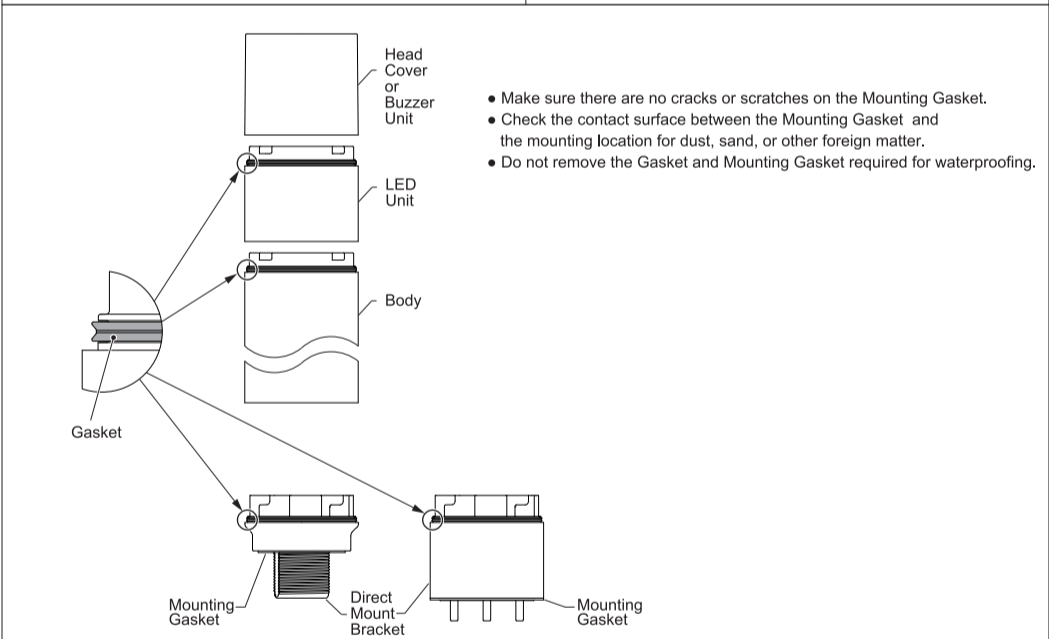 Head
Cover
or
Buzzer
Unit
● Make sure there are no cracks or scratches on the Mounting Gasket.
● Check the contact surface between the Mounting Gasket and
the mounting location for dust, sand, or other foreign matter.
● Do not remove the Gasket and Mounting Gasket required for waterproofing.
LED
Unit
Body
Gasket
Mounting
Gasket
Direct
Mount
Bracket
Mounting
Gasket